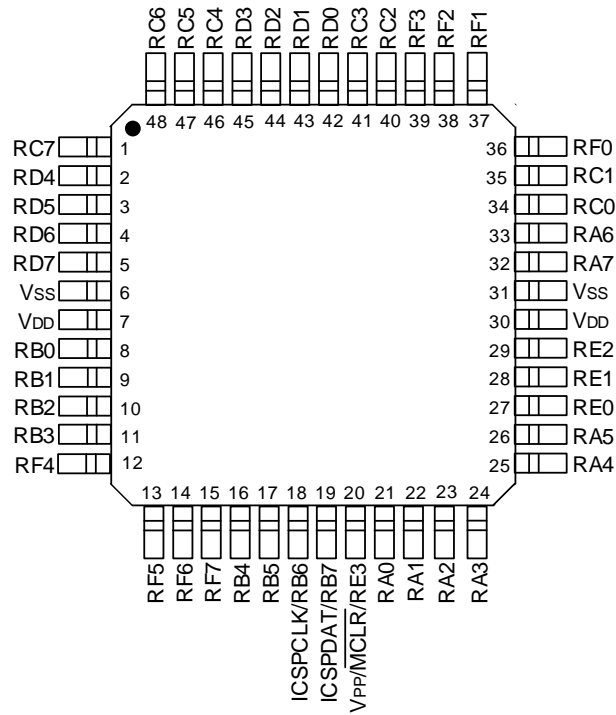 RC6
RC5
RC4
RD3
RD2
RD1
RD0
RC3
RC2
RF3
RF2
RF1
48
47
46
45
44
43
42
41
40
39
38
37
RC7 1
RD4 2
RD5 3
RD6 4
RD7 5
VSS 6
VDD 7
RB0 8
RB1 9
RB2 10
RB3 11
RF4 12
36 RF0
35 RC1
34 RC0
33 RA6
32 RA7
31 VSS
30 VDD
29 RE2
28 RE1
27 RE0
26 RA5
25 RA4
13
14
15
16
17
18
19
20
21
22
23
24
RF5
RF6
RF7
RB4
RB5
ICSPCLK/RB6
ICSPDAT/RB7
VPP/MCLR/RE3
RA0
RA1
RA2
RA3